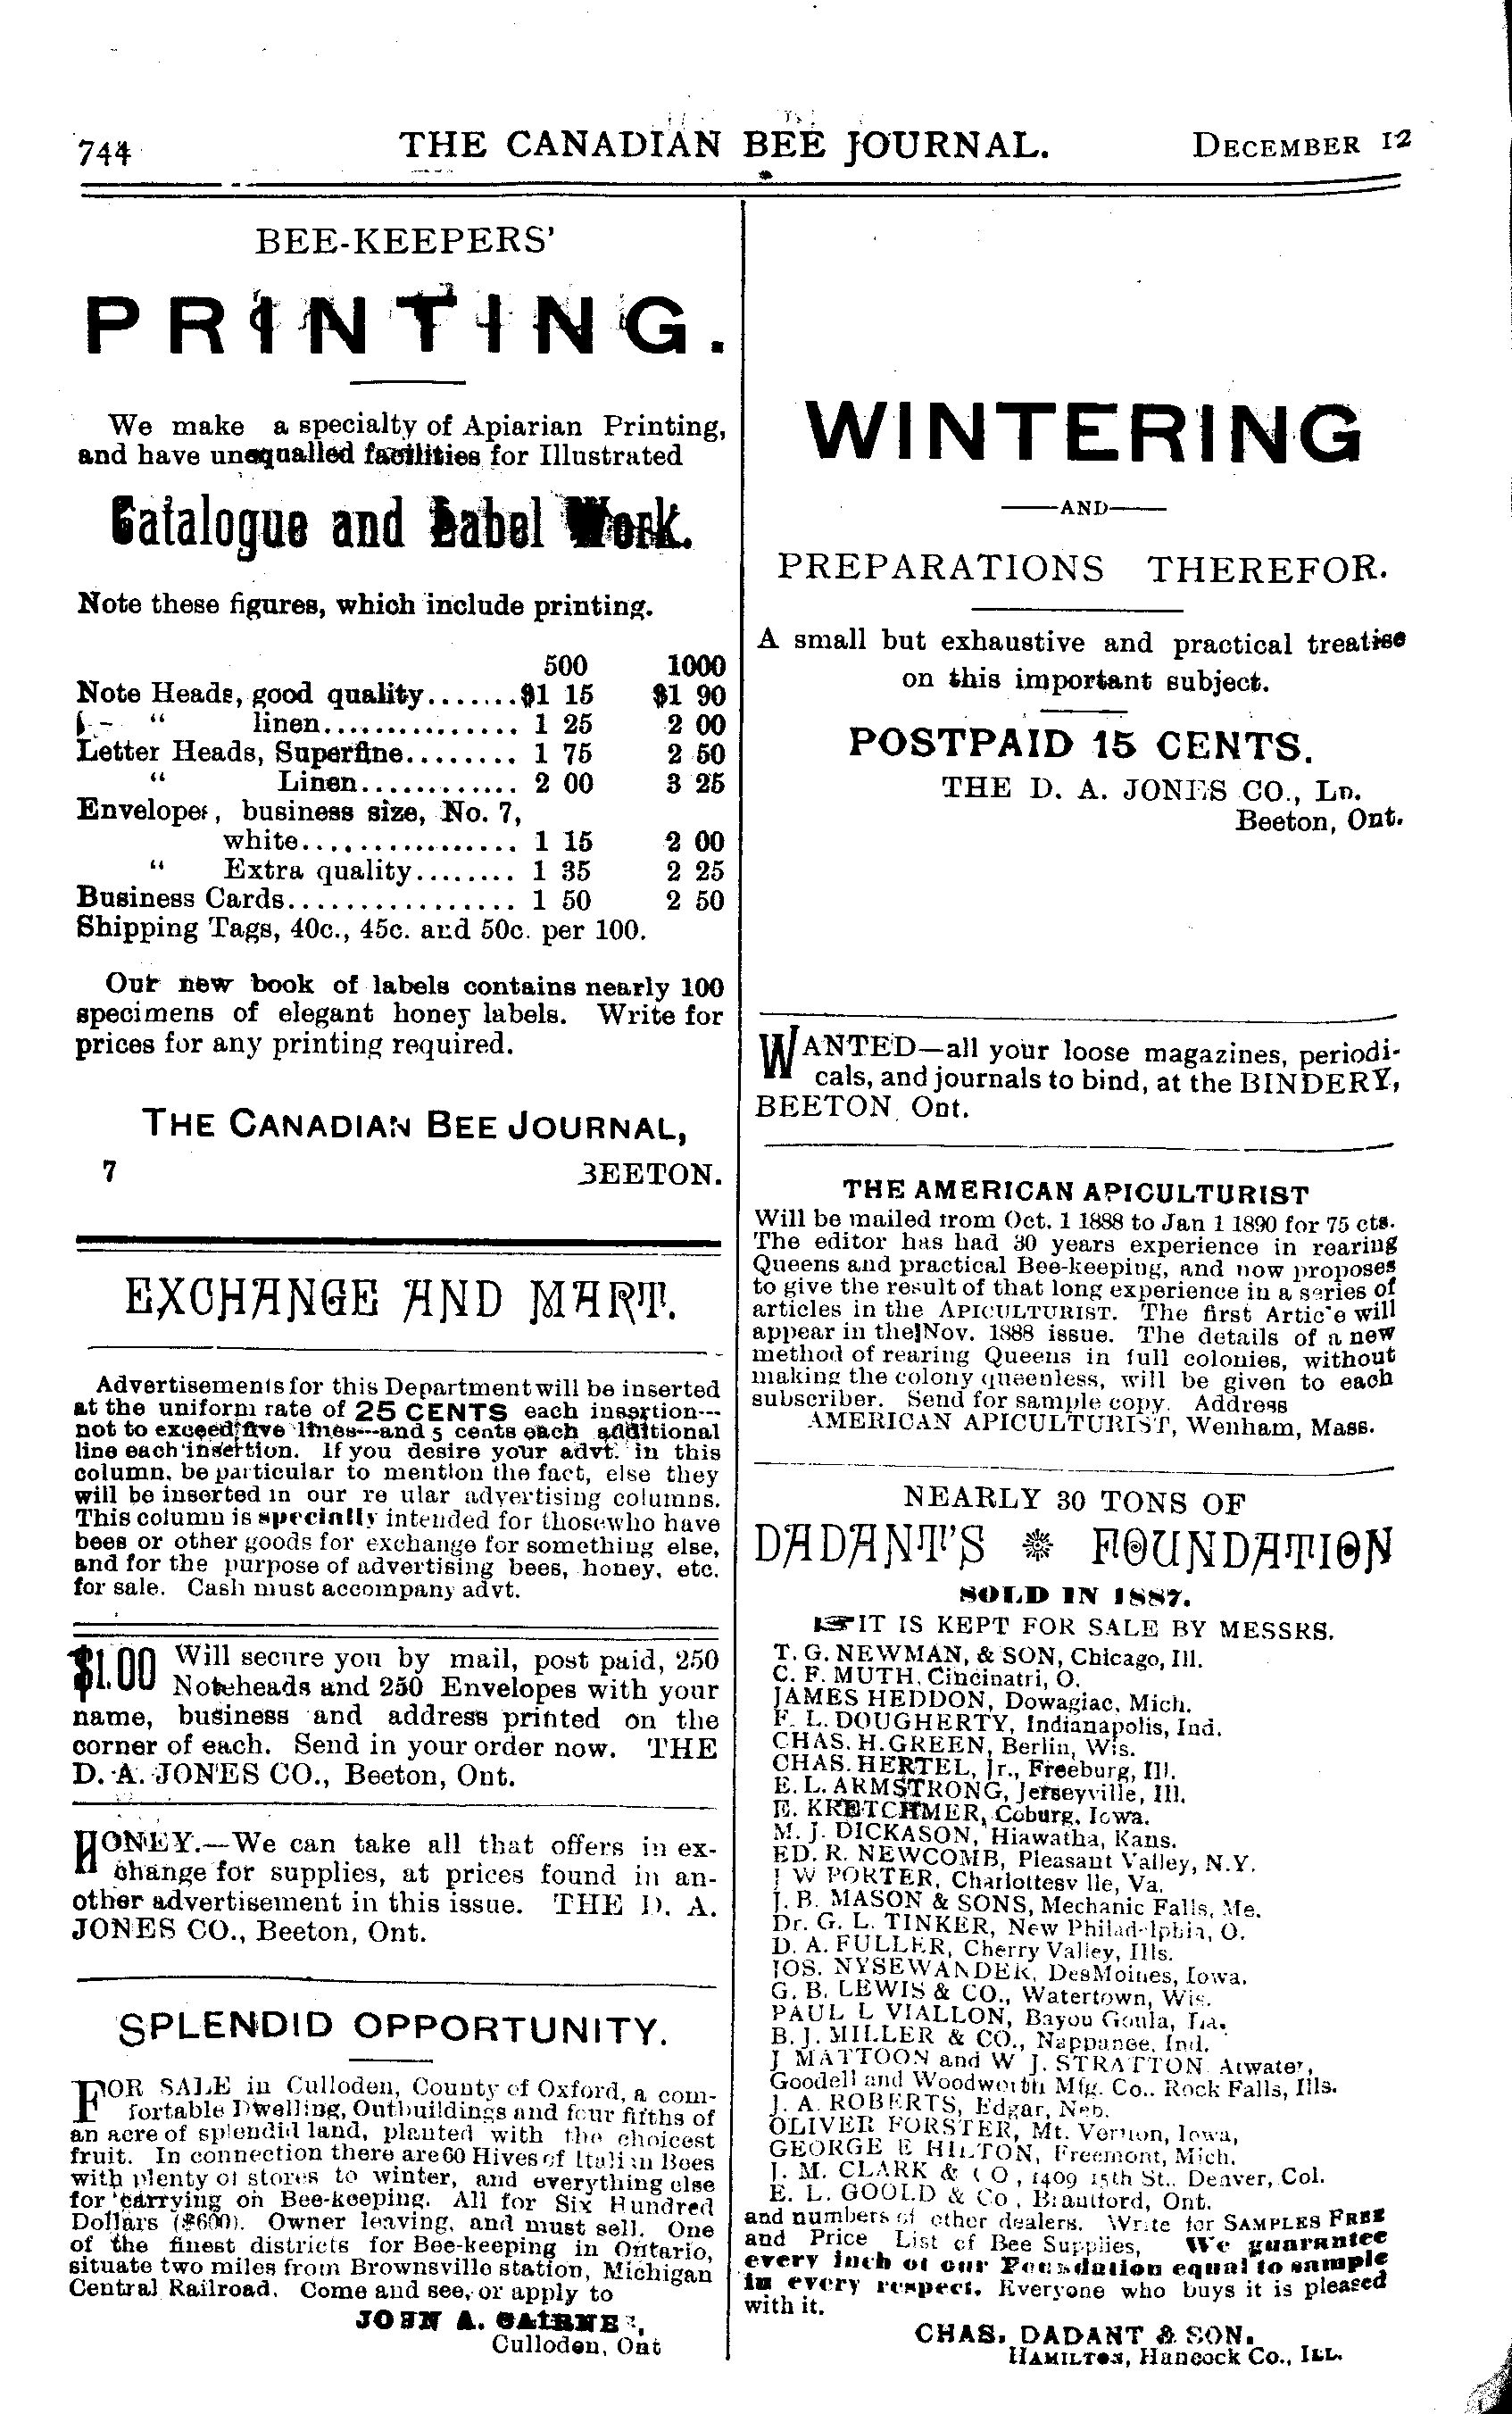 744 THE CANADIAN BEE JOURNAL. DECEMBER 12
BEE-KEEPERS'
PRINTING.
We make a specialty of Apiarian Printing,
and have unequalled facilities for Illustrated
Catalogue and Label Work.
Note these figures, which include printing.
500 1000
Note Heads, good quality.......$1 15 $1 90
“ linen............... 1 25 2 00
Letter Heads, Superfine........ 1 75 2 50
“ Linen............ 2 00 3 25
Envelopes, business size, No. 7,
white................ 1 15 2 00
“ Extra quality........ 1 35 2 25
Business Cards................ 1 50 2 50
Shipping Tags, 40c., 45c. and 50c. per 100.
Our new book of labels contains nearly 100
specimens of elegant honey labels. Write for
prices for any printing required.
THE CANADIAN BEE JOURNAL,
7 BEETON.
EXCHANGE AND MART.
Advertisements for this Department will be inserted
at the uniform rate of 25 CENTS each insertion---
not to exceed five lines---and 5 cents each additional
line each insertion. If you desire your advt. in this
column, be particular to mention the fact, else they
will be inserted in our re ular advertising columns.
This column is specially intended for those who have
bees or other goods for exchange for something else,
and for the purpose of advertising bees, honey, etc.
for sale. Cash must accompany advt.
$1.00 Will secure you by mail, post paid, 250
Noteheads and 250 Envelopes with your
name, business and address printed on the
corner of each. Send in your order now. THE
D. A. JONES CO., Beeton, Ont.
HONEY.—We can take all that offers in ex-
change for supplies, at prices found in an-
other advertisement in this issue. THE D. A.
JONES CO., Beeton, Ont.
SPLENDID OPPORTUNITY.
FOR SALE in Culloden, County of Oxford, a com-
fortable Dwelling, Outbuildings and four fifths of
an acre of splendid land, planted with the choicest
fruit. In connection there are 60 Hives of Italian Bees
with plenty of stores to winter, and everything else
for carrying on Bee-keeping. All for Six Hundred
Dollars ($600). Owner leaving, and must sell. One
of the finest districts for Bee-keeping in Ontario,
situate two miles from Brownsville station, Michigan
Central Railroad. Come and see, or apply to
JOHN A.
Culloden, Ont
WINTERING
——AND——
PREPARATIONS THEREFOR.
A small but exhaustive and practical treatise
on this important subject.
POSTPAID 15 CENTS.
THE D. A. JONES CO., LD.
Beeton, Ont.
WANTED—all your loose magazines, periodi-
cals, and journals to bind, at the BINDERY,
BEETON Ont.
THE AMERICAN APICULTURIST
Will be mailed from Oct. 1 1888 to Jan 1 1890 for 75 cts.
The editor has had 30 years experience in rearing
Queens and practical Bee-keeping, and now proposes
to give the result of that long experience in a series of
articles in the APICULTURIST. The first Artic'e will
appear in the Nov. 1888 issue. The details of a new
method of rearing Queens in full colonies, without
making the colony queenless, will be given to each
subscriber. Send for sample copy. Address
AMERICAN APICULTURIST, Wenham, Mass.
NEARLY 30 TONS OF
DADANT'S FOUNDATION
SOLD IN 1887.
☞IT IS KEPT FOR SALE BY MESSRS.
T. G. NEWMAN, & SON, Chicago, Ill.
C. F. MUTH, Cincinatri, O.
JAMES HEDDON, Dowagiac, Mich.
F. L. DOUGHERTY, Indianapolis, Ind.
CHAS. H. GREEN, Berlin, Wis.
CHAS. HERTEL, Jr., Freeburg, Ill.
E. L. ARMSTRONG, Jerseyville, Ill.
E. KRETCHMER, Coburg, Iowa.
M. J. DICKASON, Hiawatha, Kans.
ED. R. NEWCOMB, Pleasant Valley, N.Y.
J W PORTER, Charlottesv lle, Va.
J. B. MASON & SONS, Mechanic Falls, Me.
Dr. G. L. TINKER, New Philadelphia, O.
D. A. FULLER, Cherry Valley, Ills.
JOS. NYSEWANDER, DesMoines, Iowa.
G. B. LEWIS & CO., Watertown, Wis.
PAUL L VIALLON, Bayou Goula, La.
B. J. MILLER & CO., Nappanee, Ind.
J MATTOON and W J. STRATTON Atwater,
Goodell and Woodworth Mfg. Co.. Rock Falls, Ills.
J. A. ROBERTS, Edgar, Neb.
OLIVER FORSTER, Mt. Vernon, Iowa,
GEORGE E HILTON, Freemont, Mich.
J. M. CLARK & CO, 1409 15th St.. Denver, Col.
E. L. GOOLD & Co, Brantford, Ont.
and numbers of other dealers. Write for SAMPLES FREE
and Price List of Bee Supplies, We guarantee
every inch of our Foundation equal to sample
in every respect. Everyone who buys it is pleased
with it.
CHAS. DADANT & SON.
HAMILTON, Hancock Co., ILL.